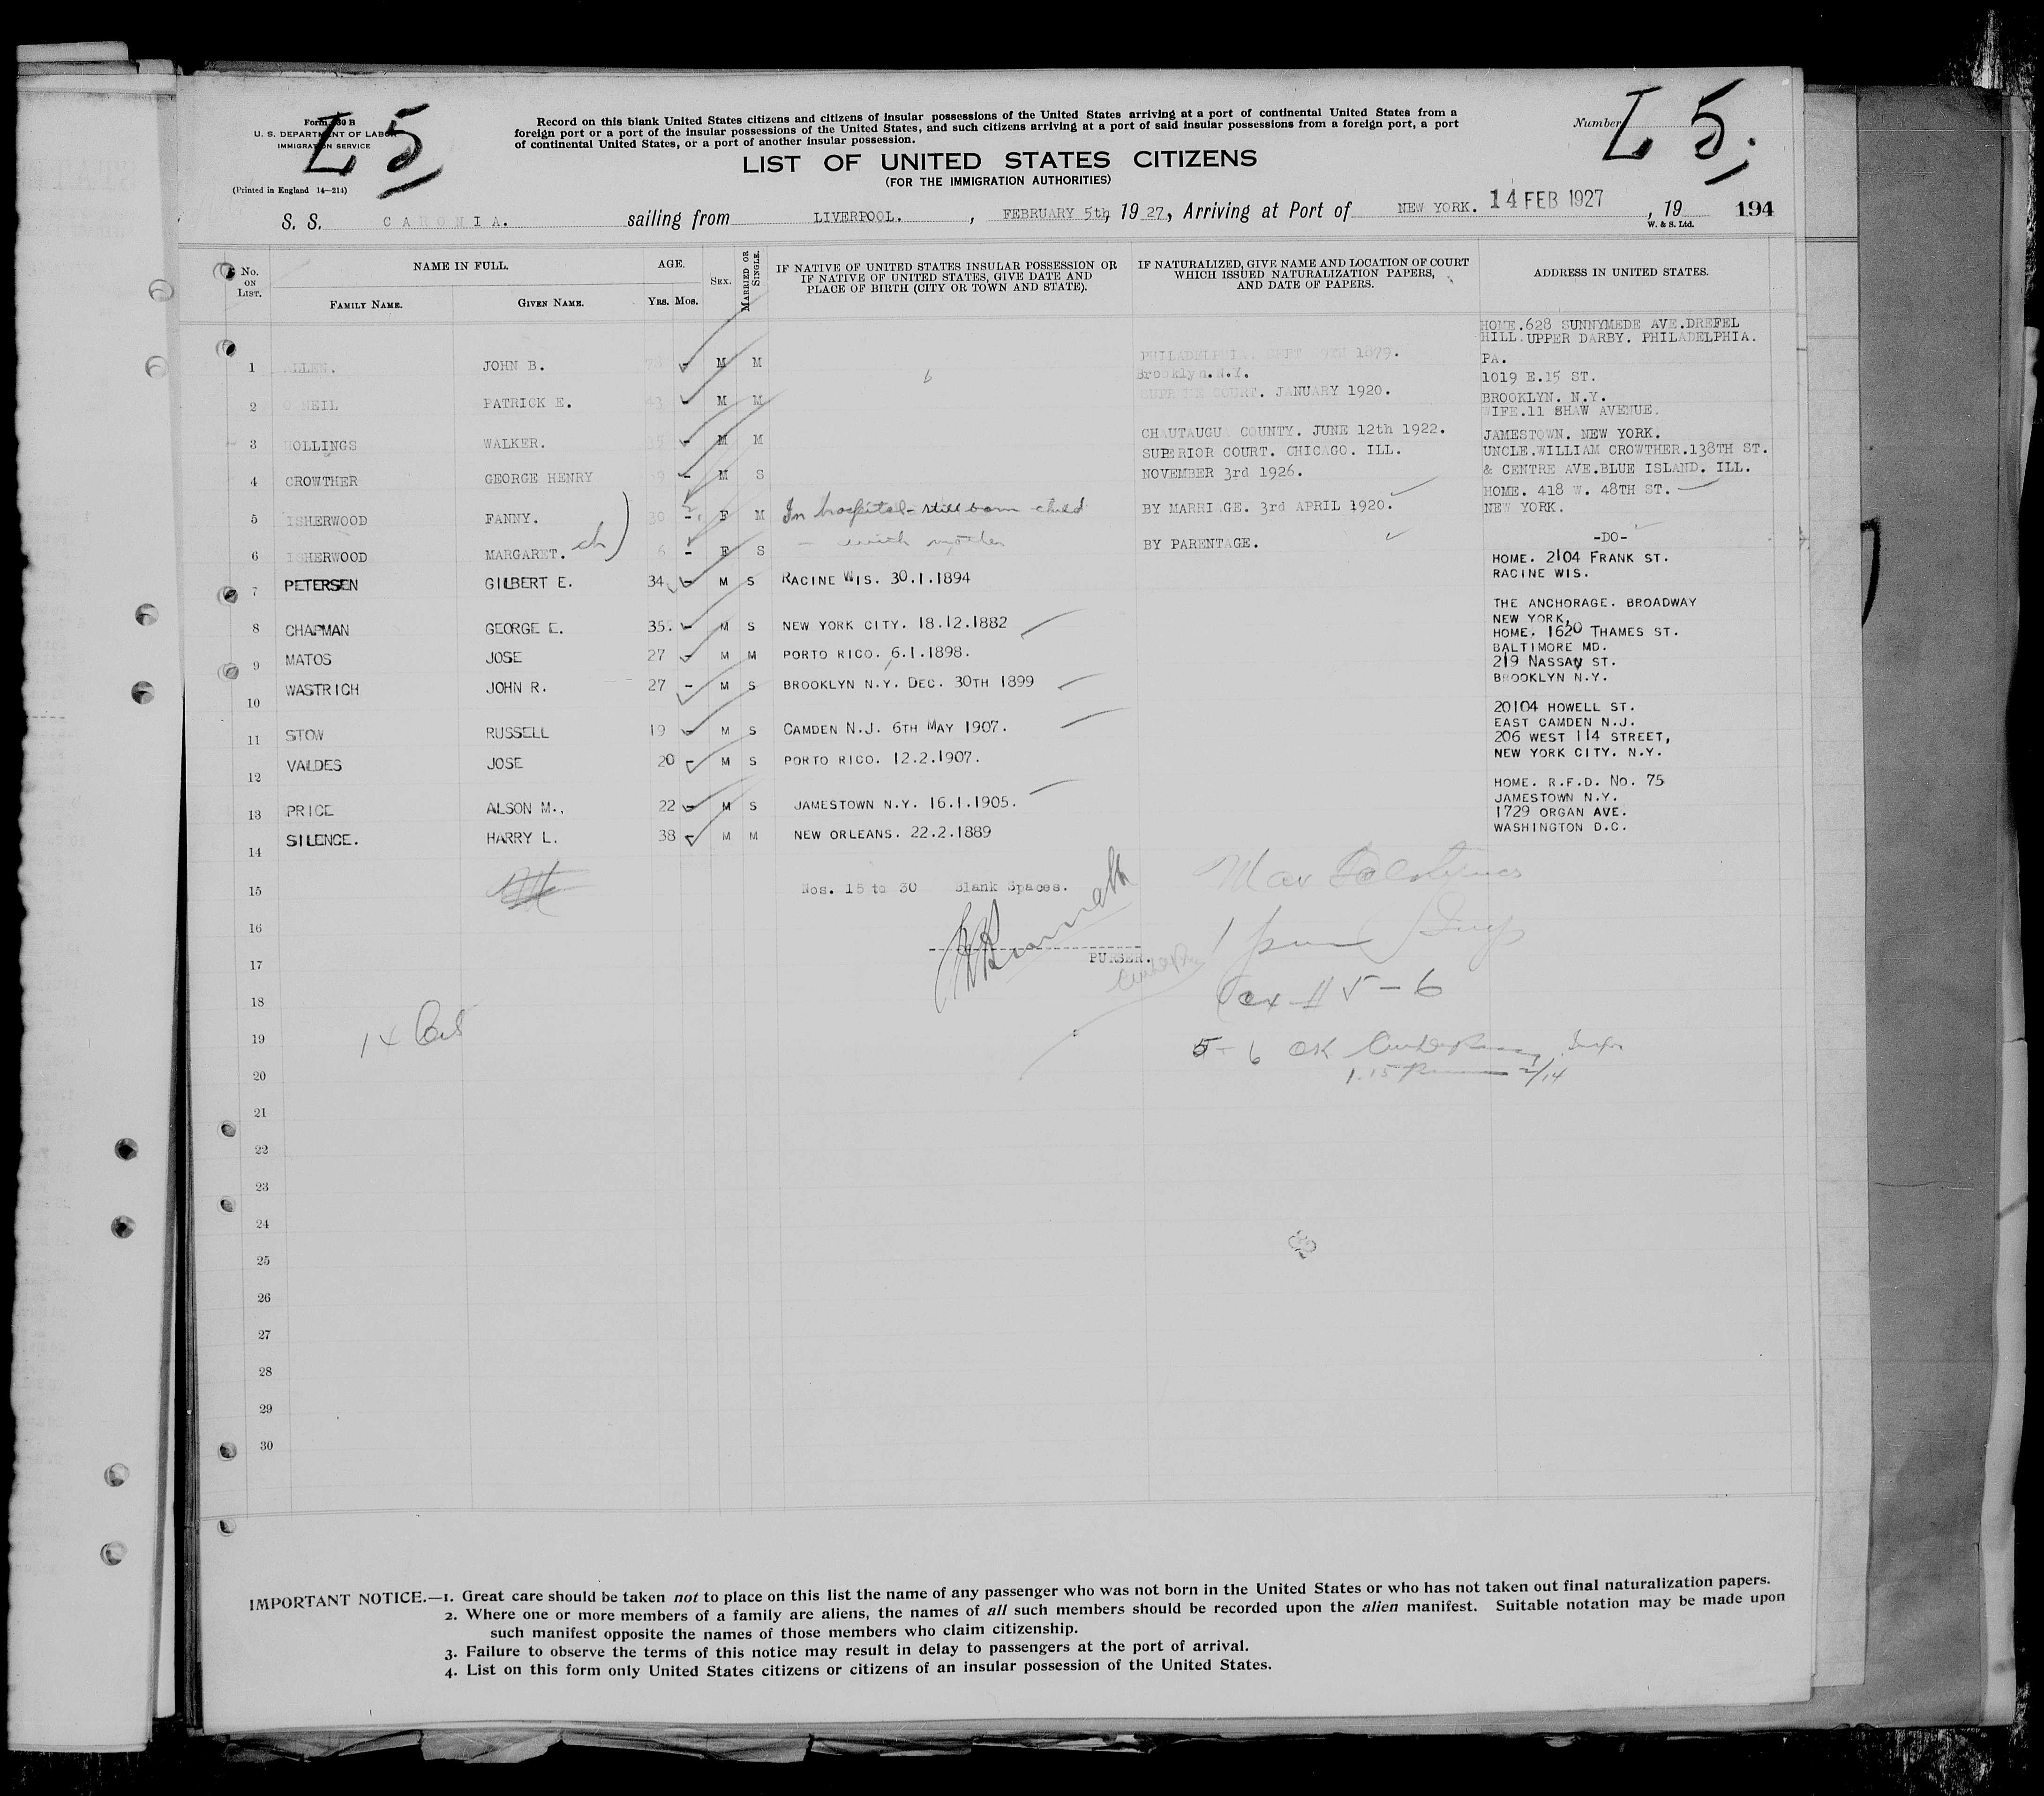 L 5
L 5.
Form 630 B
U. S. DEPARTMENT OF LABOR
IMMIGRATION SERVICE
(Printed in England 14—214)
Record on this blank United States citizens and citizens of insular possessions of the United States arriving at a port of continental United States from a
foreign port or a port of the insular possessions of the United States, and such citizens arriving at a port of said insular possessions from a foreign port, a port
of continental United States, or a port of another insular possession.
Number
LIST OF UNITED STATES CITIZENS
(FOR THE IMMIGRATION AUTHORITIES)
S. S. CARONIA. sailing from LIVERPOOL. , FEBRUARY 5th, 1927, Arriving at Port of NEW YORK. 14 FEB 1927 , 19 194
W. & S. Ltd.
No. ON LIST. NAME IN FULL. FAMILY NAME. GIVEN NAME. AGE. YRS. MOS. SEX. MARRIED OR SINGLE.
IF NATIVE OF UNITED STATES INSULAR POSSESSION OR
IF NATIVE OF UNITED STATES, GIVE DATE AND
PLACE OF BIRTH (CITY OR TOWN AND STATE).
IF NATURALIZED, GIVE NAME AND LOCATION OF COURT
WHICH ISSUED NATURALIZATION PAPERS,
AND DATE OF PAPERS.
ADDRESS IN UNITED STATES.
HOME.628 SUNNYMEDE AVE.DREFEL
HILL.UPPER DARBY. PHILADELPHIA.
1 ALLEN. JOHN B. M M PHILADELPHIA. SEPT 1879. PA.
Brooklyn.N.Y. 1019 E.15 ST.
2 O'NEIL PATRICK E. 43 - M M SUPREME COURT. JANUARY 1920. BROOKLYN. N.Y.
WIFE.11 SHAW AVENUE.
3 HOLLINGS WALKER. 35 - M M CHAUTAUGUA COUNTY. JUNE 12th 1922. JAMESTOWN. NEW YORK.
SUPERIOR COURT. CHICAGO. ILL. UNCLE.WILLIAM CROWTHER.138TH ST.
4 CROWTHER GEORGE HENRY - M S NOVEMBER 3rd 1926. & CENTRE AVE.BLUE ISLAND. ILL.
HOME. 418 W. 48TH ST.
5 ISHERWOOD FANNY. 30 - F M In hospital - still born child BY MARRIAGE. 3rd APRIL 1920. NEW YORK.
6 ISHERWOOD MARGARET. ch 6 - F S - with mother BY PARENTAGE. -DO-
HOME. 2104 FRANK ST.
7 PETERSEN GILBERT E. 34 - M S RACINE WIS. 30.1.1894 RACINE WIS.
THE ANCHORAGE. BROADWAY
8 CHAPMAN GEORGE E. 35. - M S NEW YORK CITY. 18.12.1882 NEW YORK.
HOME. 1620 THAMES ST.
9 MATOS JOSE 27 - M M PORTO RICO. 6.1.1898. BALTIMORE MD.
219 NASSAU ST.
10 WASTRICH JOHN R. 27 - M S BROOKLYN N.Y. DEC. 30TH 1899 BROOKLYN N.Y.
20104 HOWELL ST.
11 STOW RUSSELL 19 - M S CAMDEN N.J. 6TH MAY 1907. EAST CAMDEN N.J.
206 WEST 114 STREET,
12 VALDES JOSE 20 - M S PORTO RICO. 12.2.1907. NEW YORK CITY. N.Y.
HOME. R.F.D. No. 75
13 PRICE ALSON M., 22 - M S JAMESTOWN N.Y. 16.1.1905. JAMESTOWN N.Y.
1729 ORGAN AVE.
14 SILENCE. HARRY L. 38 - M M NEW ORLEANS. 22.2.1889 WASHINGTON D.C.
15 Nos. 15 to 30 Blank Spaces.
16
17 PURSER.
18 5 - 6
19 5 - 6 OK
20 2/14
21
22
23
24
25
26
27
28
29
30
IMPORTANT NOTICE.—1. Great care should be taken not to place on this list the name of any passenger who was not born in the United States or who has not taken out final naturalization papers.
2. Where one or more members of a family are aliens, the names of all such members should be recorded upon the alien manifest. Suitable notation may be made upon
such manifest opposite the names of those members who claim citizenship.
3. Failure to observe the terms of this notice may result in delay to passengers at the port of arrival.
4. List on this form only United States citizens or citizens of an insular possession of the United States.